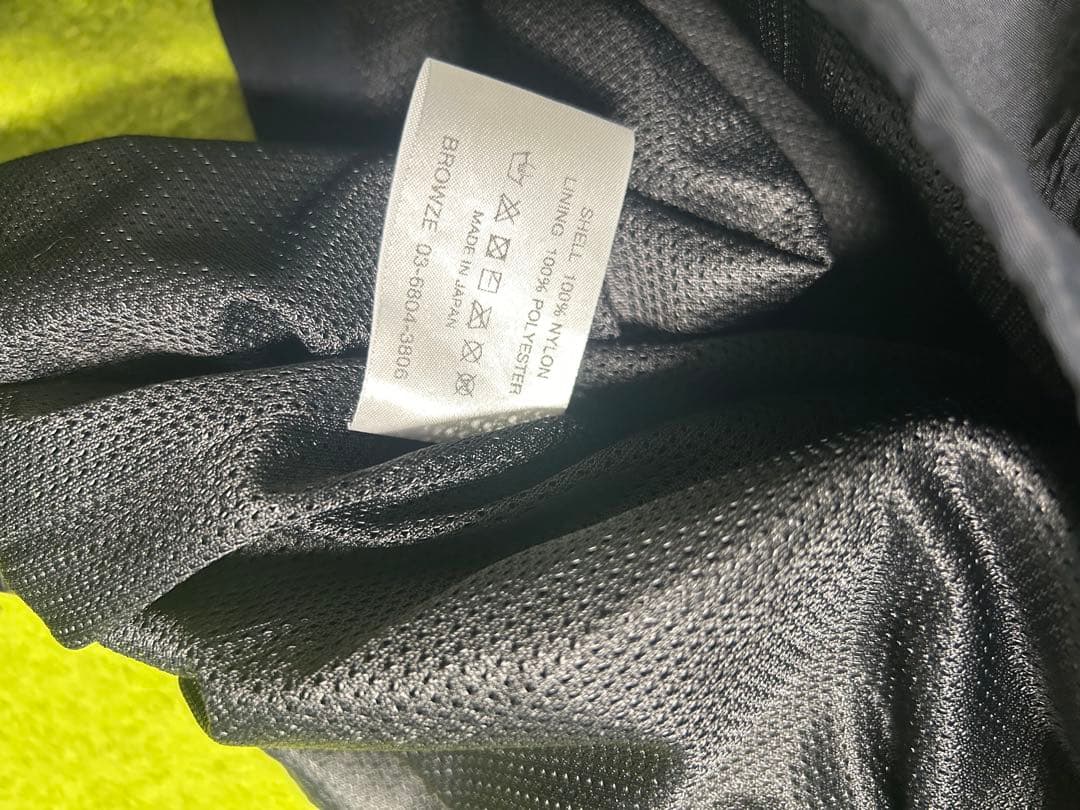 SHELL 100% NYLON
LINING 100% POLYESTER
MADE IN JAPAN
BROWZE 03-6804-3806